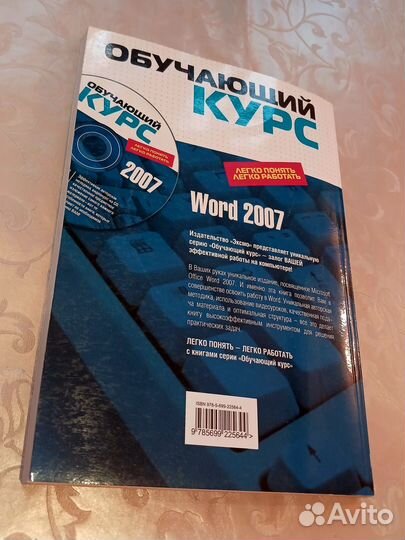 ОБУЧАЮЩИЙ
КУРС
ЛЕГКО ПОНЯТЬ
ЛЕГКО РАБОТАТЬ
ОБУЧАЮЩИЙ
КУРС
ЛЕГКО ПОНЯТЬ
ЛЕГКО РАБОТАТЬ
2007
Word 2007
Издательство «Эксмо» представляет уникальную
серию «Обучающий курс» — залог ВАШЕЙ
эффективной работы на компьютере!
В Ваших руках уникальное издание, посвященное Microsoft
Office Word 2007. И именно эта книга позволит Вам в
совершенстве освоить работу в Word. Уникальная авторская
методика, использование видеоуроков, качественная пода-
ча материала и оптимальная структура — все это делает
книгу высокоэффективным инструментом для решения
практических задач.
ЛЕГКО ПОНЯТЬ — ЛЕГКО РАБОТАТЬ
с книгами серии «Обучающий курс»
ISBN 978-5-699-22564-4
9 785699 225644 >
Avito